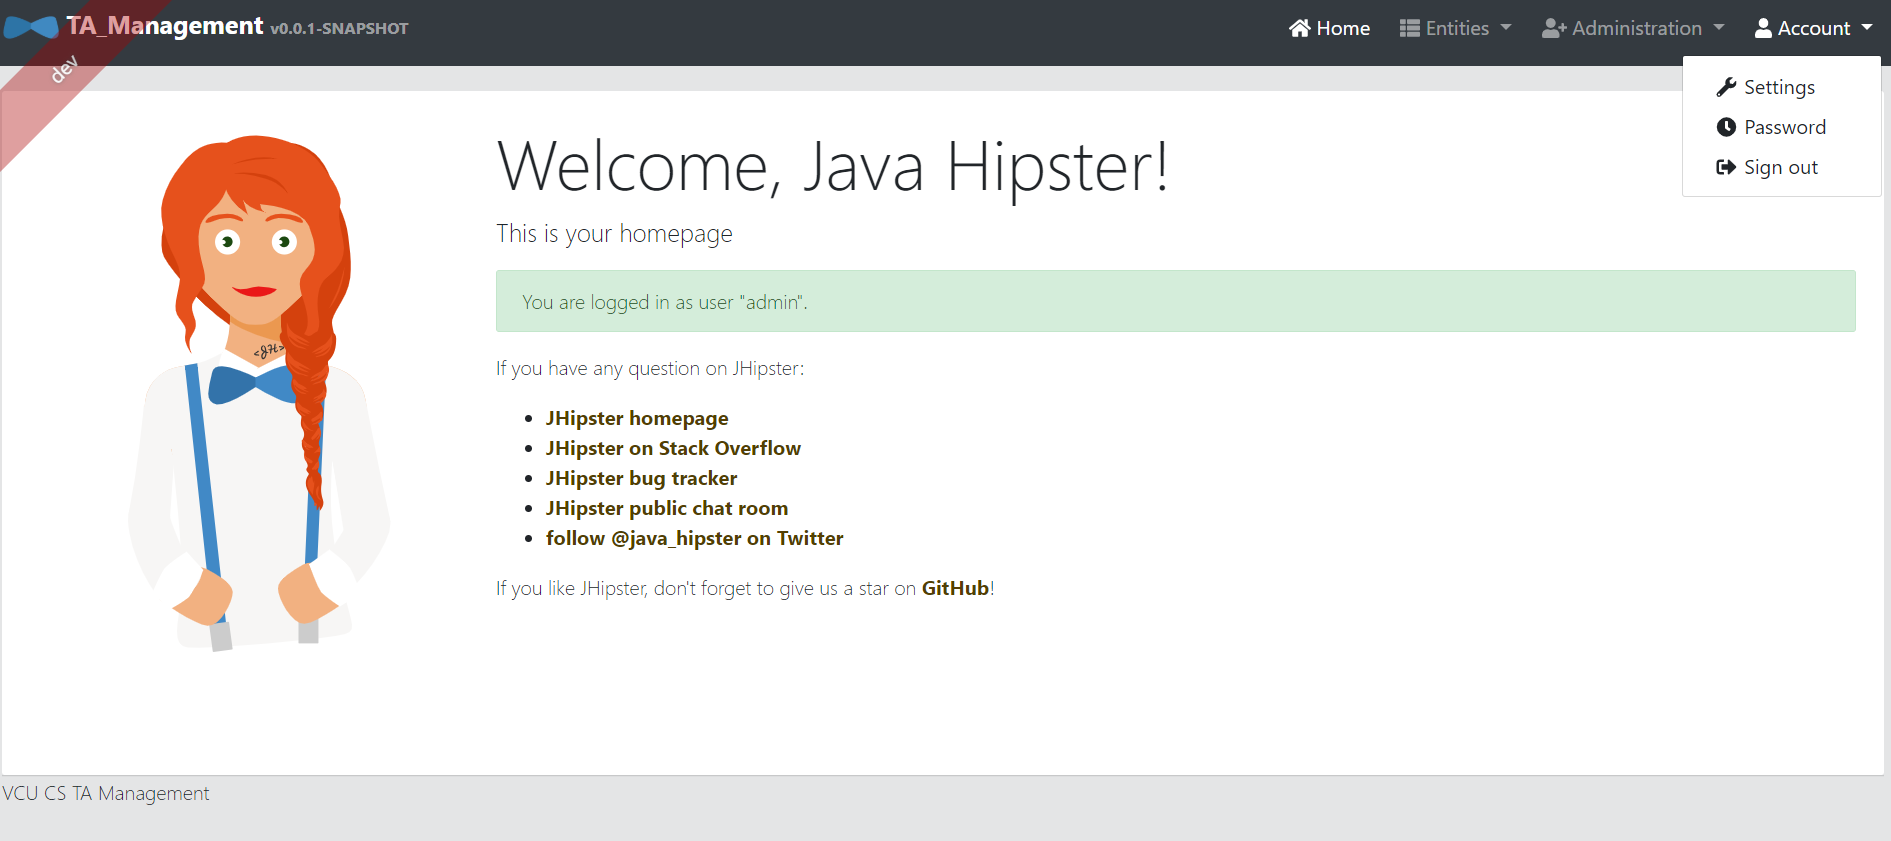 TA_Management v0.0.1-SNAPSHOT
Home Entities Administration Account
dev
Settings
Password
Sign out
Welcome, Java Hipster!
This is your homepage
You are logged in as user "admin".
<JH>
If you have any question on JHipster:
JHipster homepage
JHipster on Stack Overflow
JHipster bug tracker
JHipster public chat room
follow @java_hipster on Twitter
If you like JHipster, don't forget to give us a star on GitHub!
VCU CS TA Management